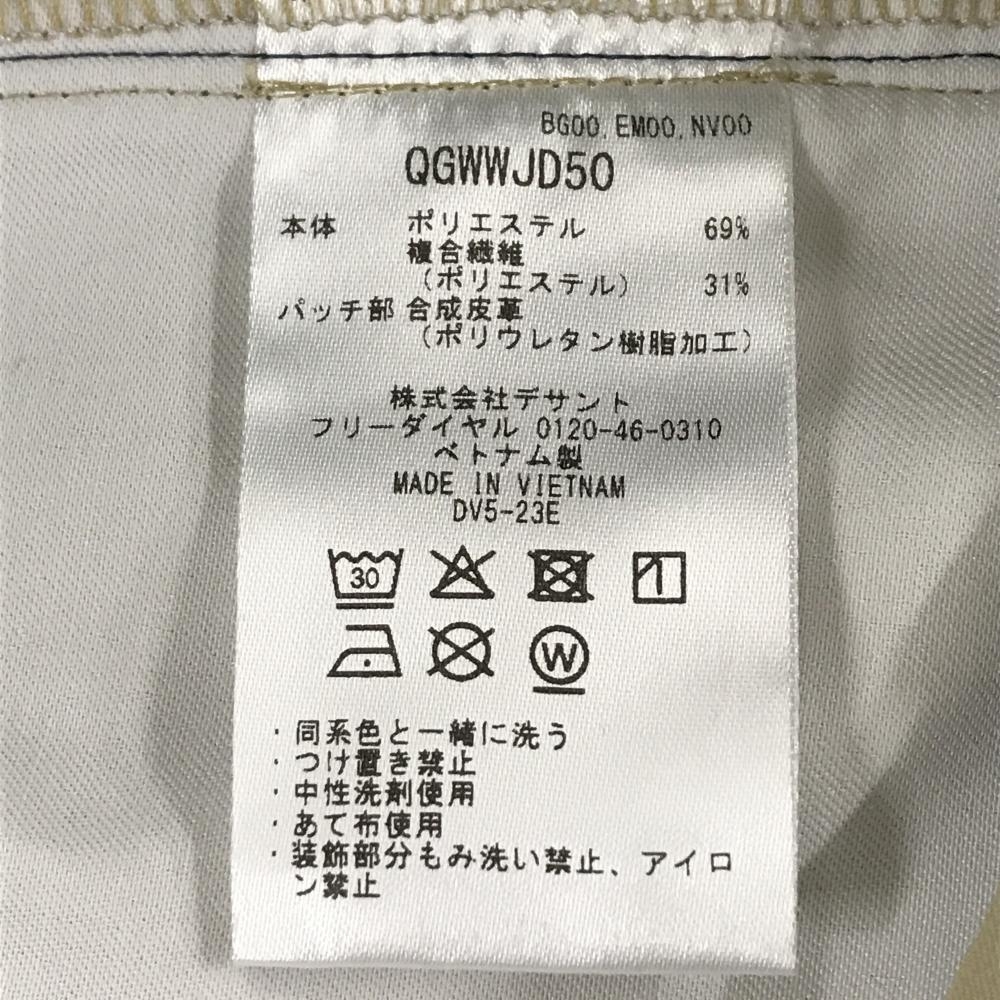 BG00, EM00, NV00
QGWWJD50
本体 ポリエステル 69%
複合繊維
(ポリエステル) 31%
パッチ部 合成皮革
(ポリウレタン樹脂加工)
株式会社デサント
フリーダイヤル 0120-46-0310
ベトナム製
MADE IN VIETNAM
DV5-23E
30
W
・同系色と一緒に洗う
・つけ置き禁止
・中性洗剤使用
・あて布使用
・装飾部分もみ洗い禁止、アイロ
ン禁止